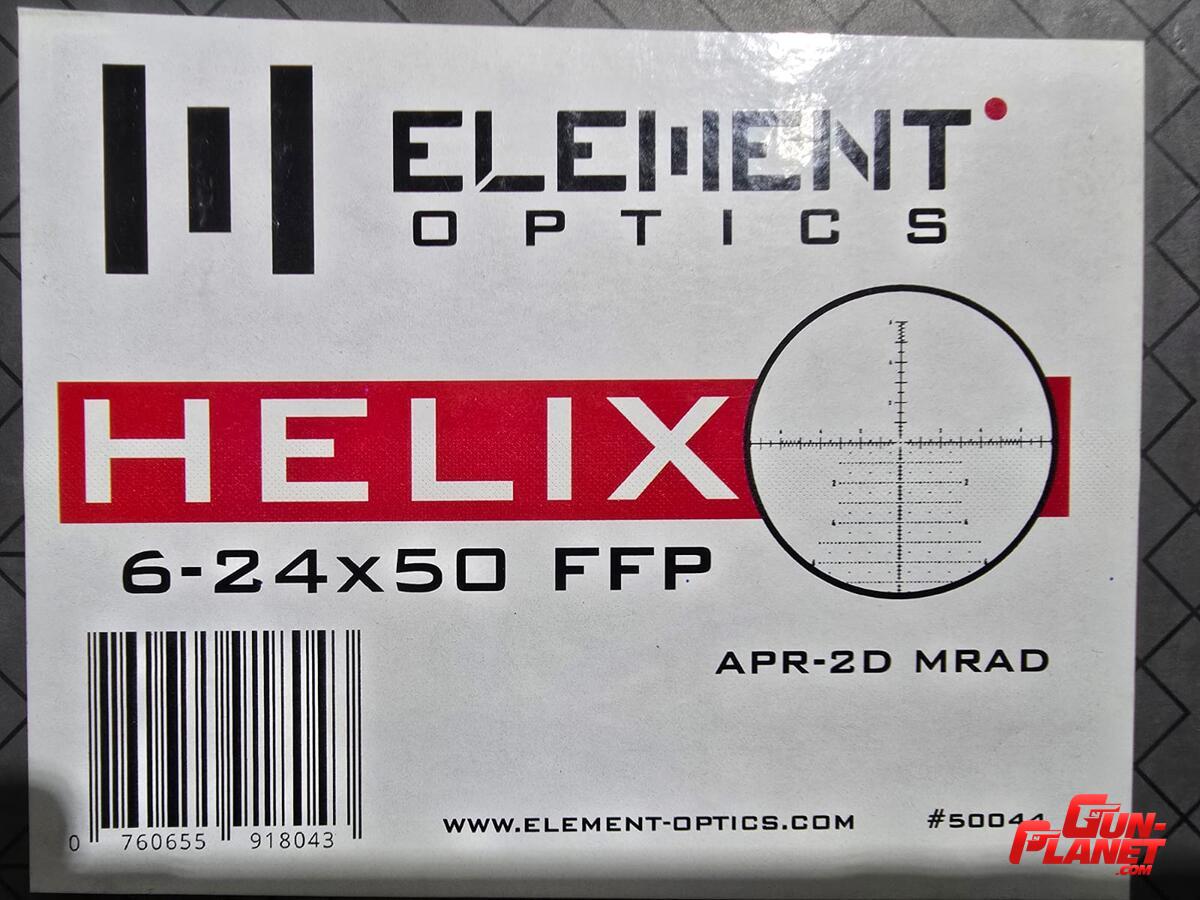 ELEMENT
OPTICS
HELIX
6-24x50 FFP
APR-2D MRAD
0 760655 918043
WWW.ELEMENT-OPTICS.COM
#50044
GUN-
PLANET
.COM